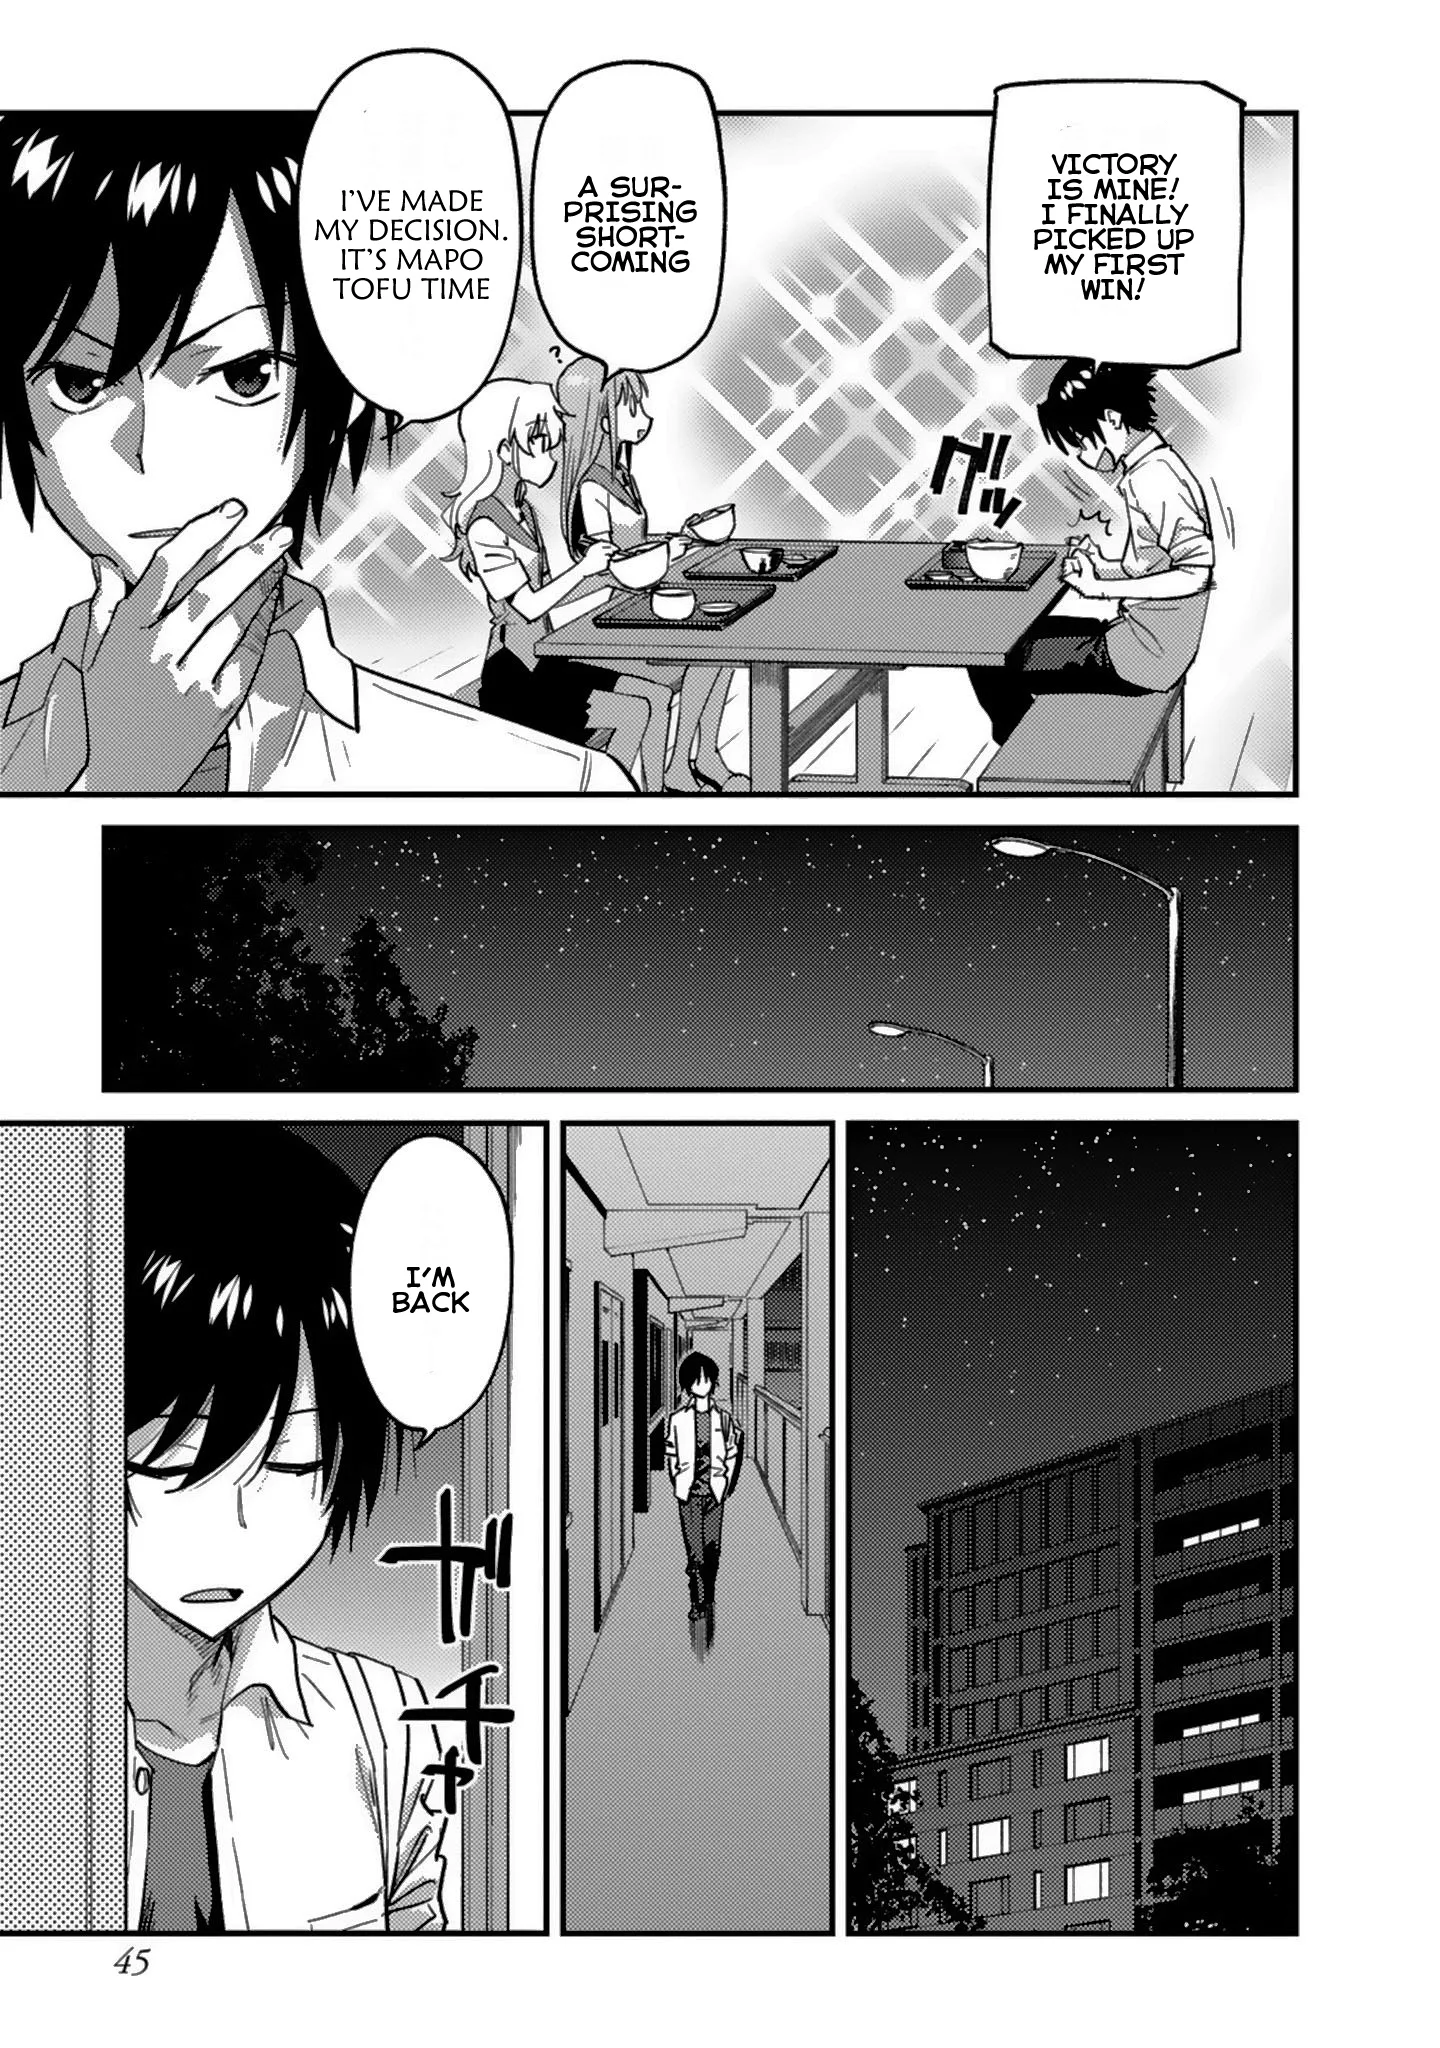 VICTORY
IS MINE!
I FINALLY
PICKED UP
MY FIRST
WIN!
グッ
A SUR-
PRISING
SHORT-
COMING
?
I'VE MADE
MY DECISION.
IT'S MAPO
TOFU TIME
I'M
BACK
ガチャ
45